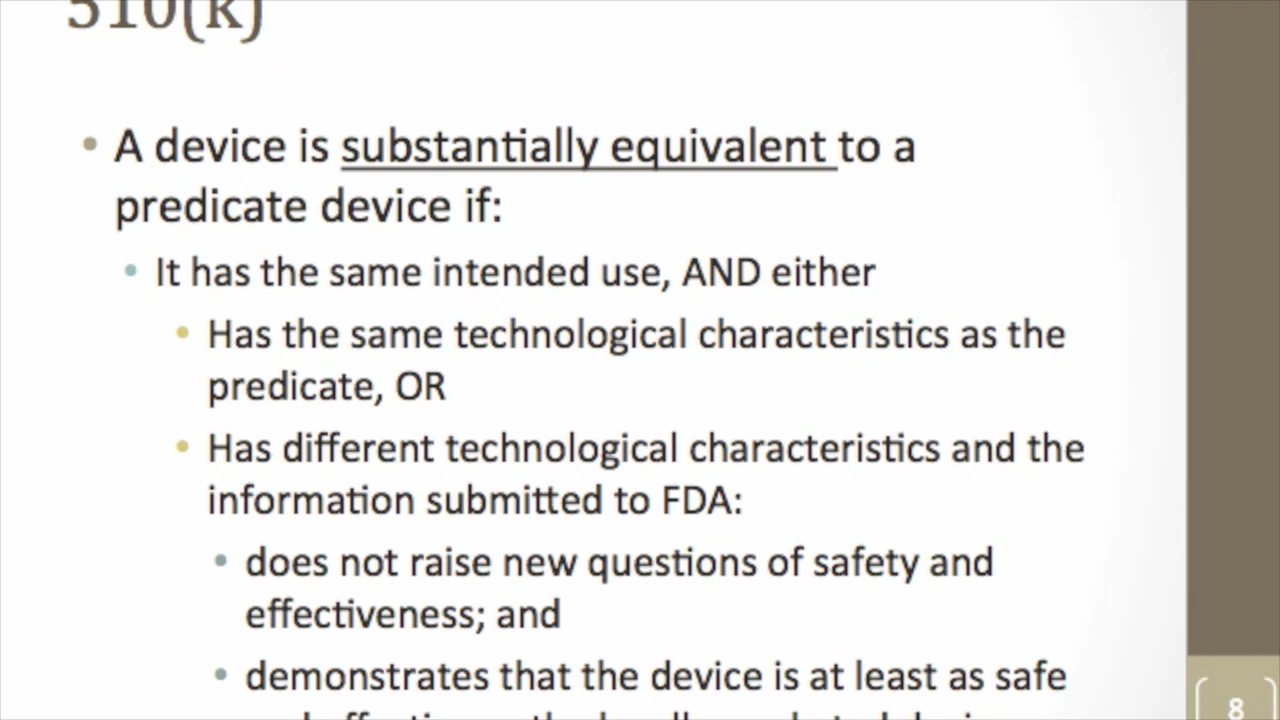 510(k)
• A device is substantially equivalent to a
predicate device if:
• It has the same intended use, AND either
• Has the same technological characteristics as the
predicate, OR
• Has different technological characteristics and the
information submitted to FDA:
• does not raise new questions of safety and
effectiveness; and
• demonstrates that the device is at least as safe
8